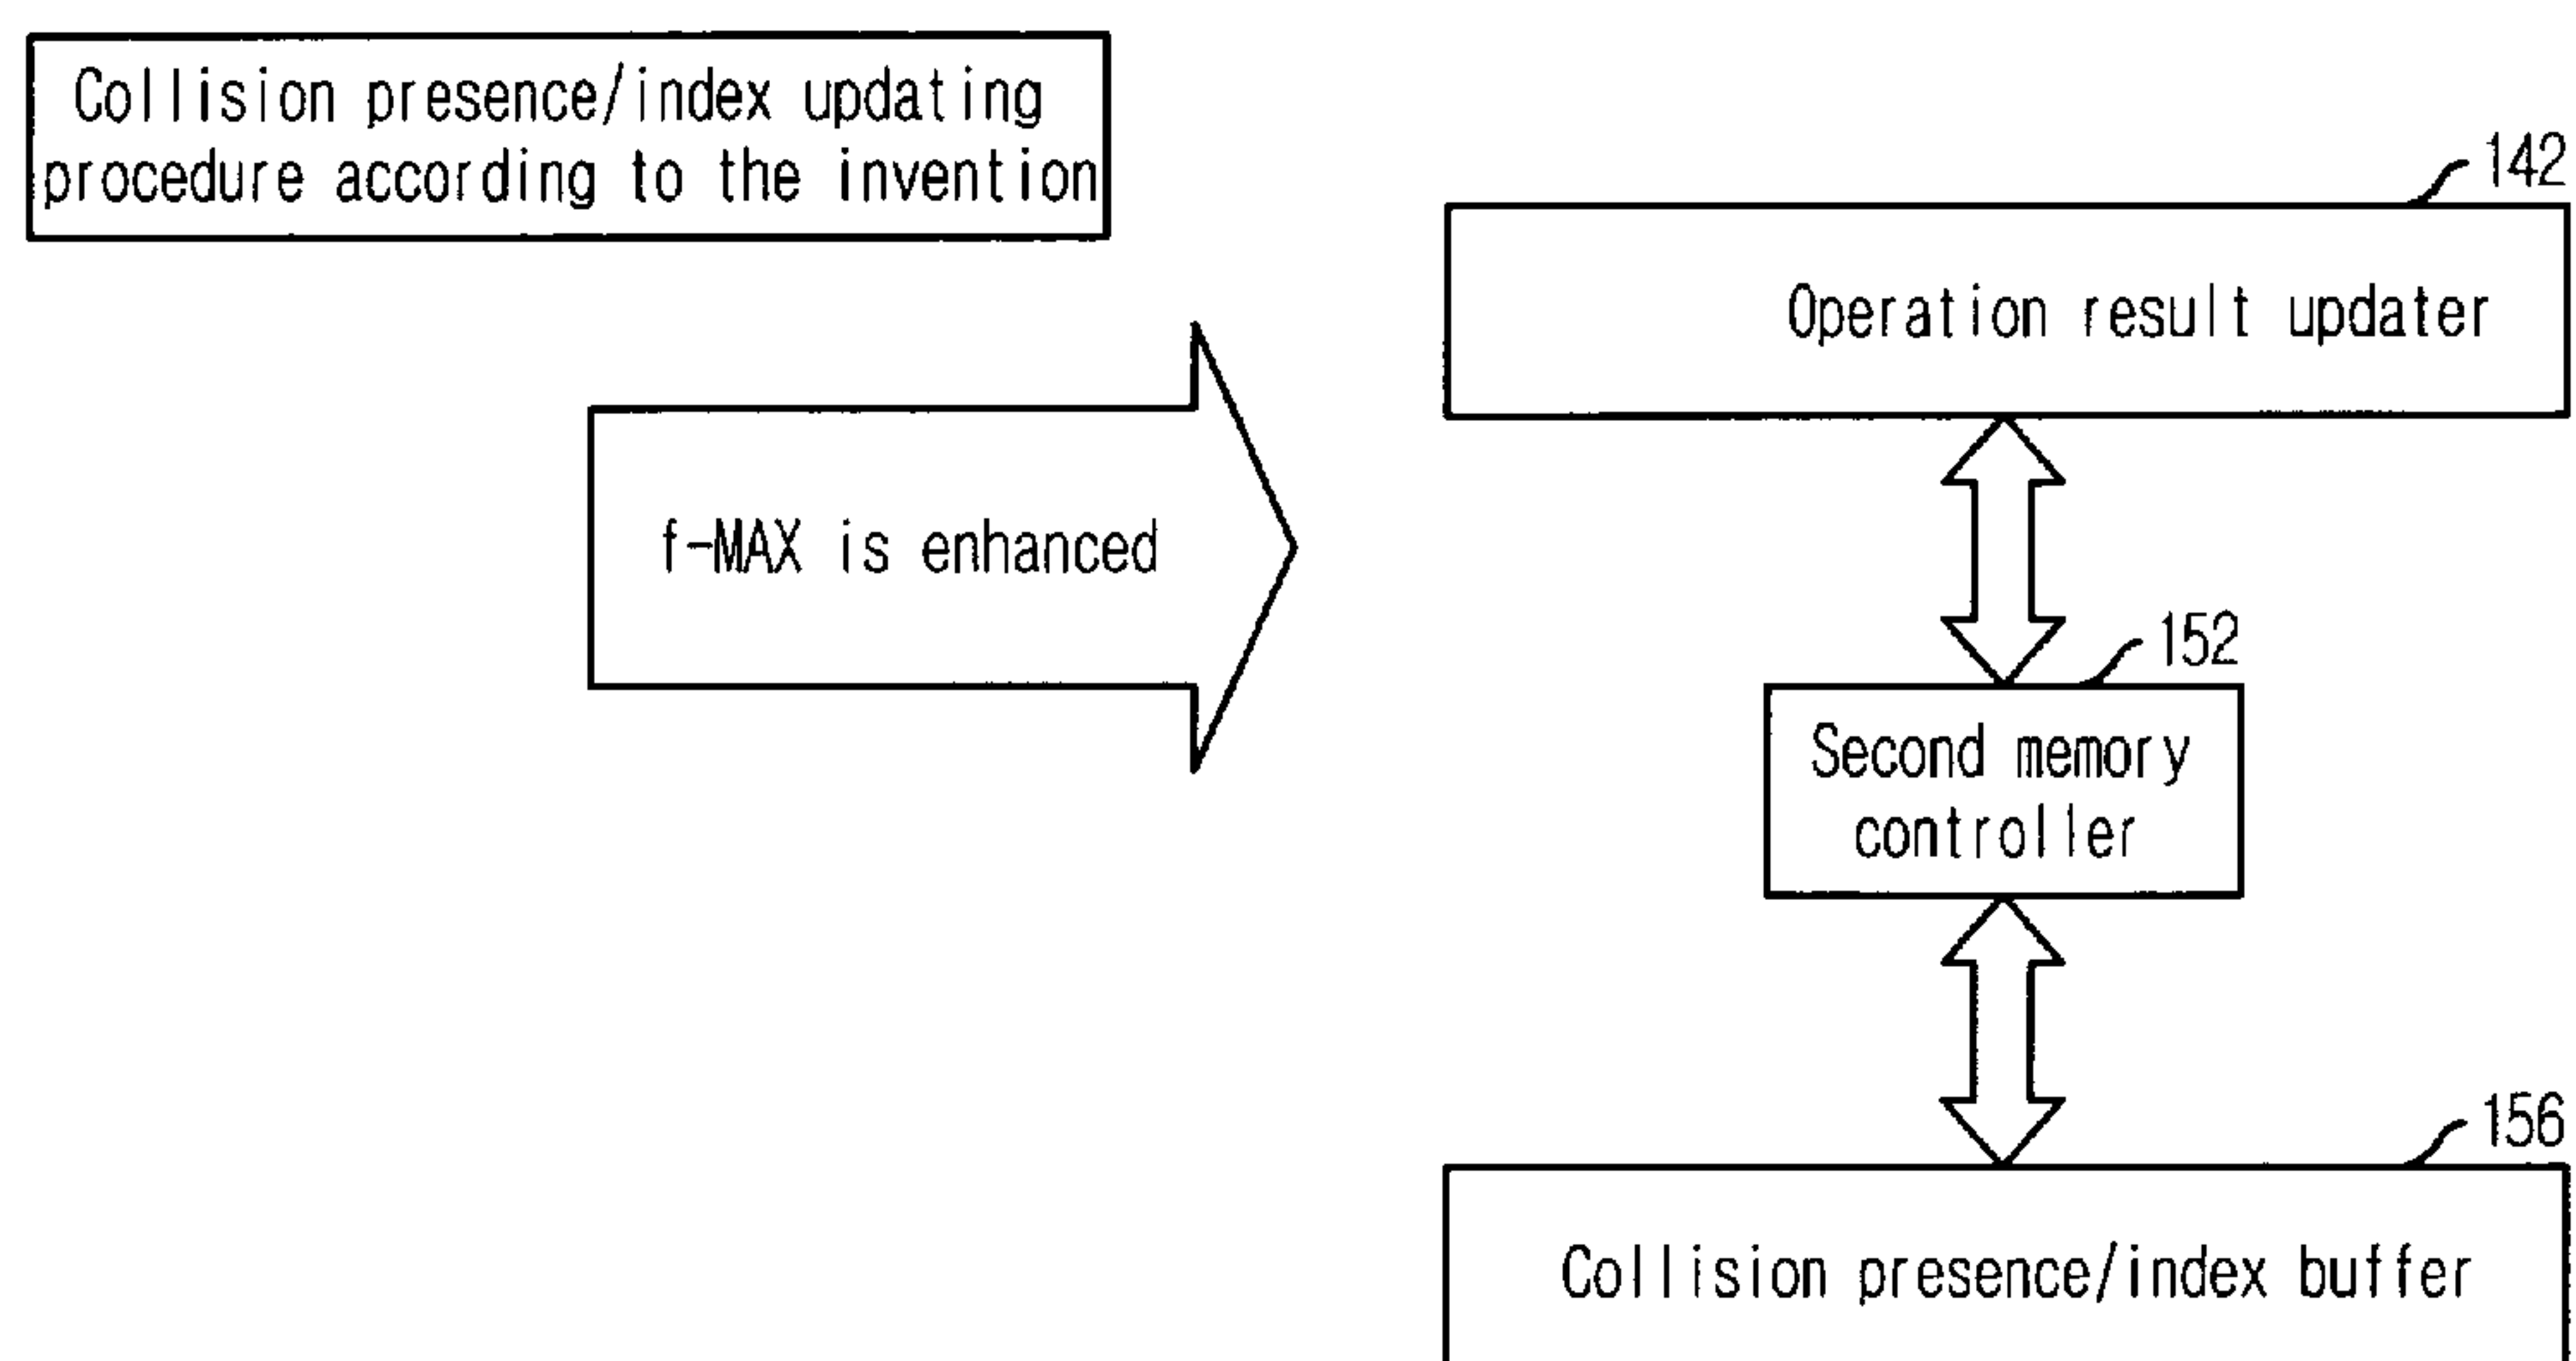 Collision presence/index updating
procedure according to the invention
142
Operation result updater
f-MAX is enhanced
152
Second memory
controller
156
Collision presence/index buffer